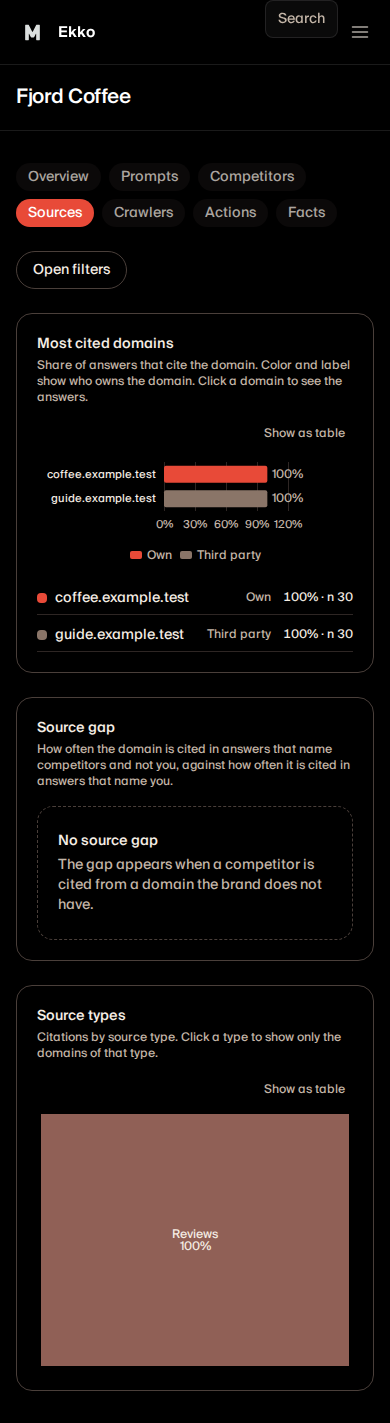 Ekko
Search
Fjord Coffee
Overview
Prompts
Competitors
Sources
Crawlers
Actions
Facts
Open filters
Most cited domains
Share of answers that cite the domain. Color and label
show who owns the domain. Click a domain to see the
answers.
Show as table
coffee.example.test 100%
guide.example.test 100%
0% 30% 60% 90% 120%
Own Third party
coffee.example.test Own 100% · n 30
guide.example.test Third party 100% · n 30
Source gap
How often the domain is cited in answers that name
competitors and not you, against how often it is cited in
answers that name you.
No source gap
The gap appears when a competitor is
cited from a domain the brand does not
have.
Source types
Citations by source type. Click a type to show only the
domains of that type.
Show as table
Reviews
100%